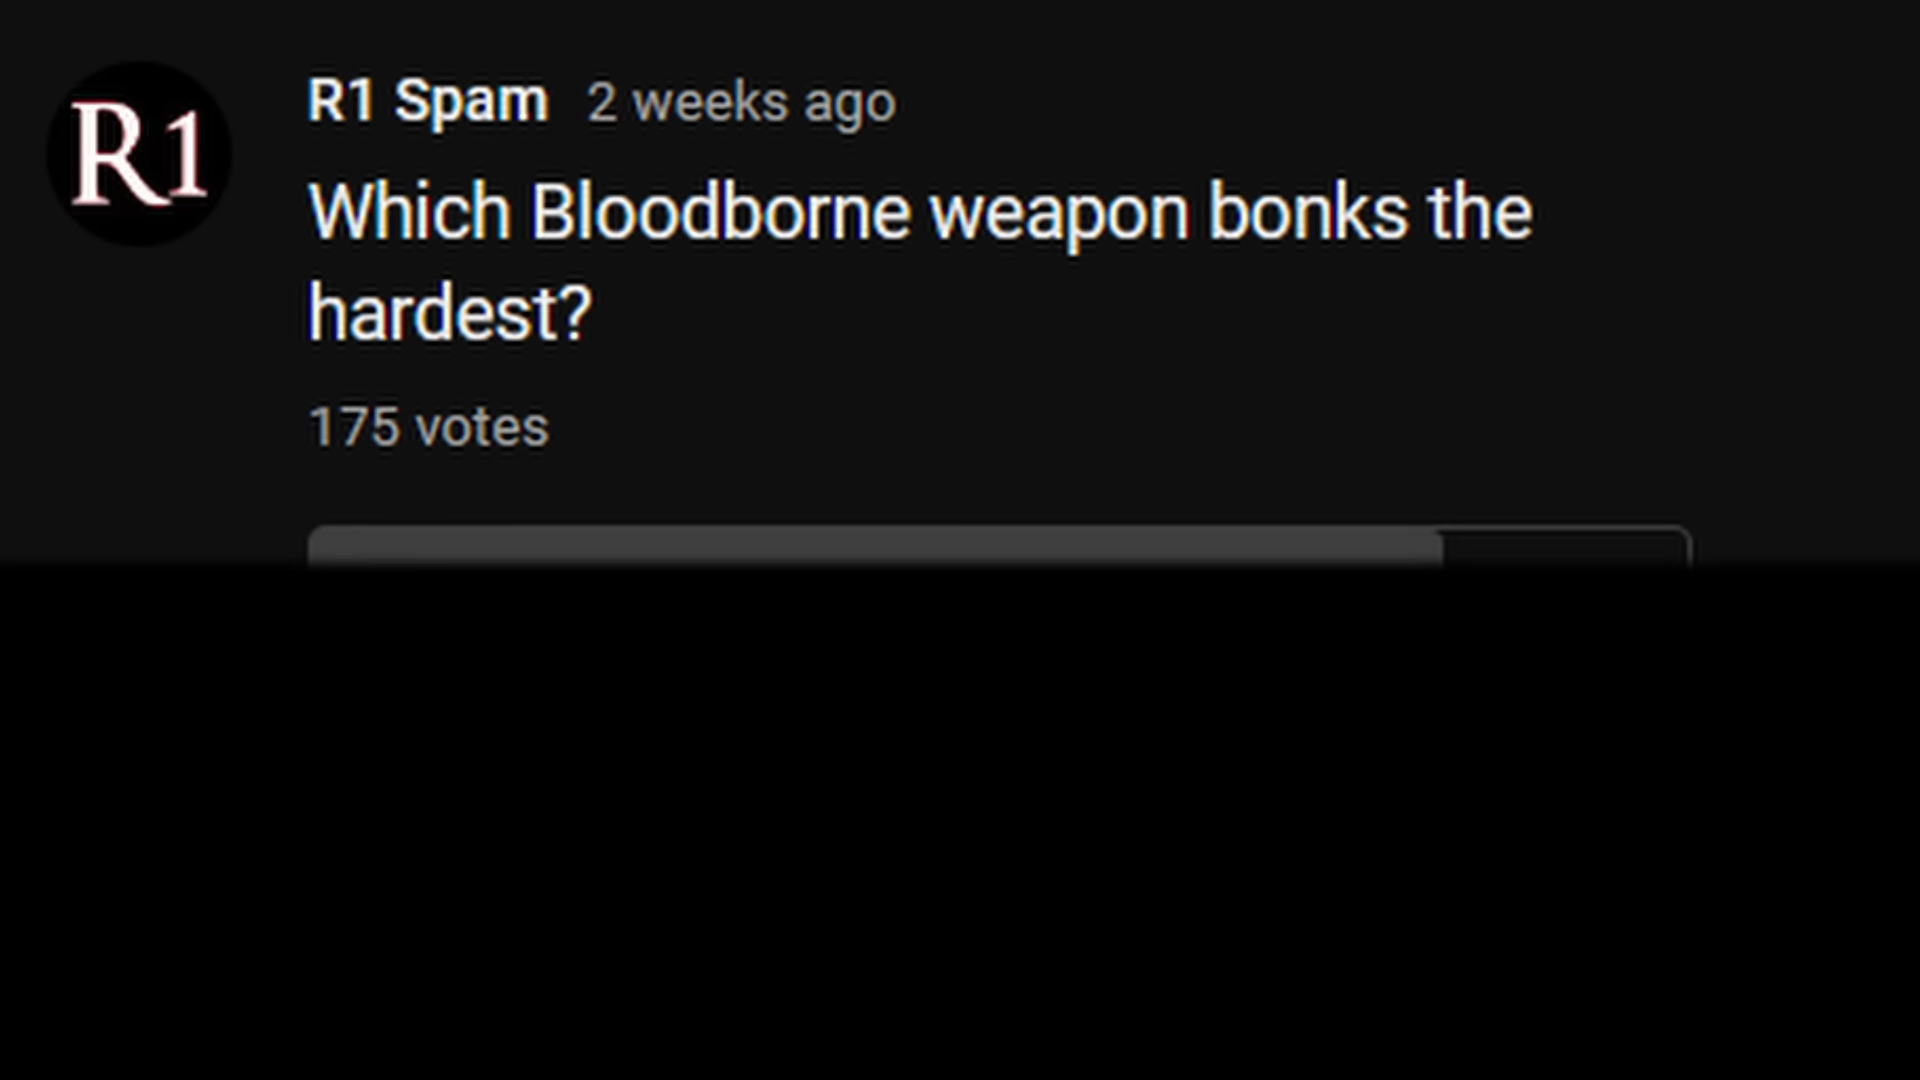 R1
R1 Spam 2 weeks ago
Which Bloodborne weapon bonks the
hardest?
175 votes